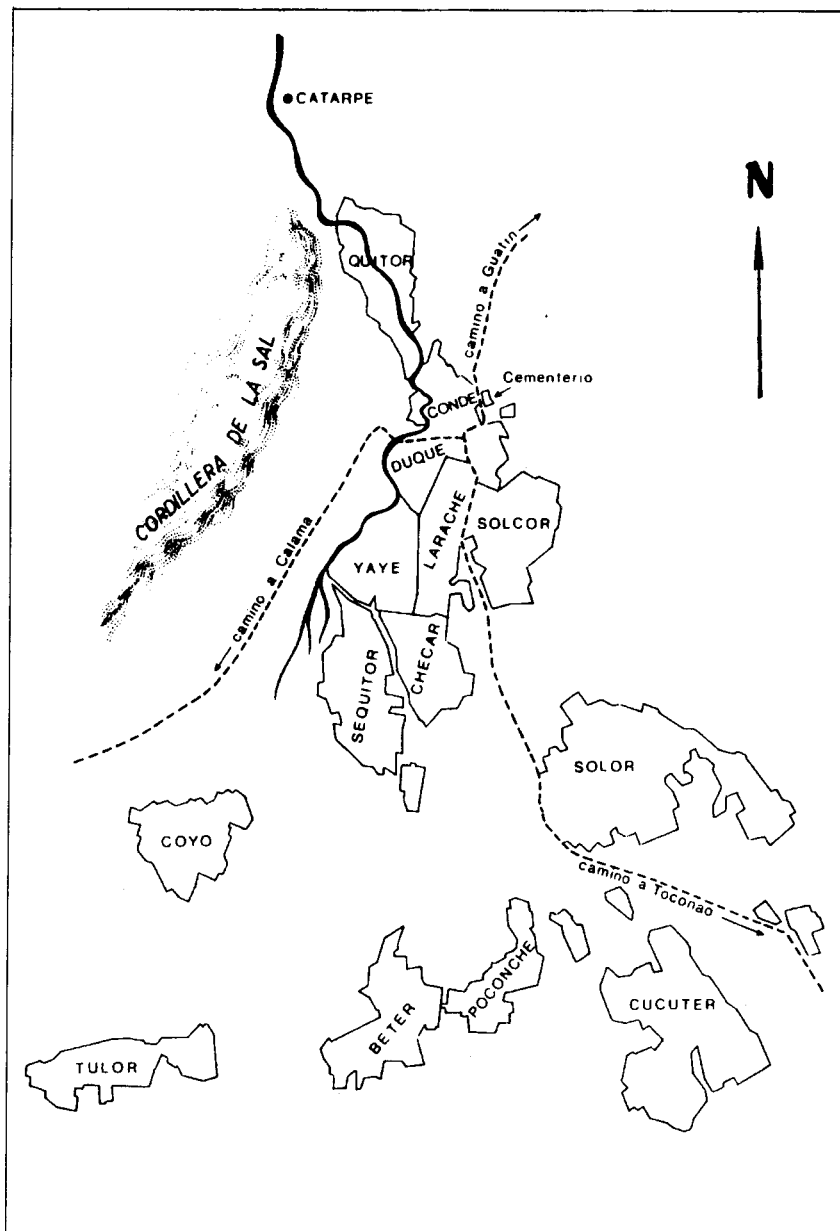 CATARPE
N
QUITOR
camino a Guatin
CORDILLERA DE LA SAL
Cementerio
CONDE
DUQUE
LARACHE
SOLCOR
YAYE
camino a Calama
CHECAR
SEQUITOR
SOLOR
COYO
camino a Toconao
POCONCHE
BETER
CUCUTER
TULOR